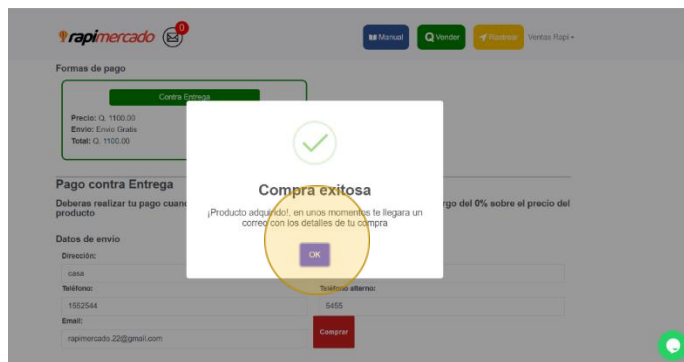 rapimercado
0
Manual
Q Vender
Rastrear
Ventas Rapi
Formas de pago
Contra Entrega
Precio: Q. 1100.00
Envio: Envio Gratis
Total: Q. 1100.00
Compra exitosa
¡Producto adquirido!, en unos momentos te llegara un
correo con los detalles de tu compra
OK
Pago contra Entrega
Deberas realizar tu pago cuan
rgo del 0% sobre el precio del
producto
Datos de envio
Dirección:
casa
Teléfono:
Teléfono alterno:
1552544
5455
Email:
rapimercado.22@gmail.com
Comprar